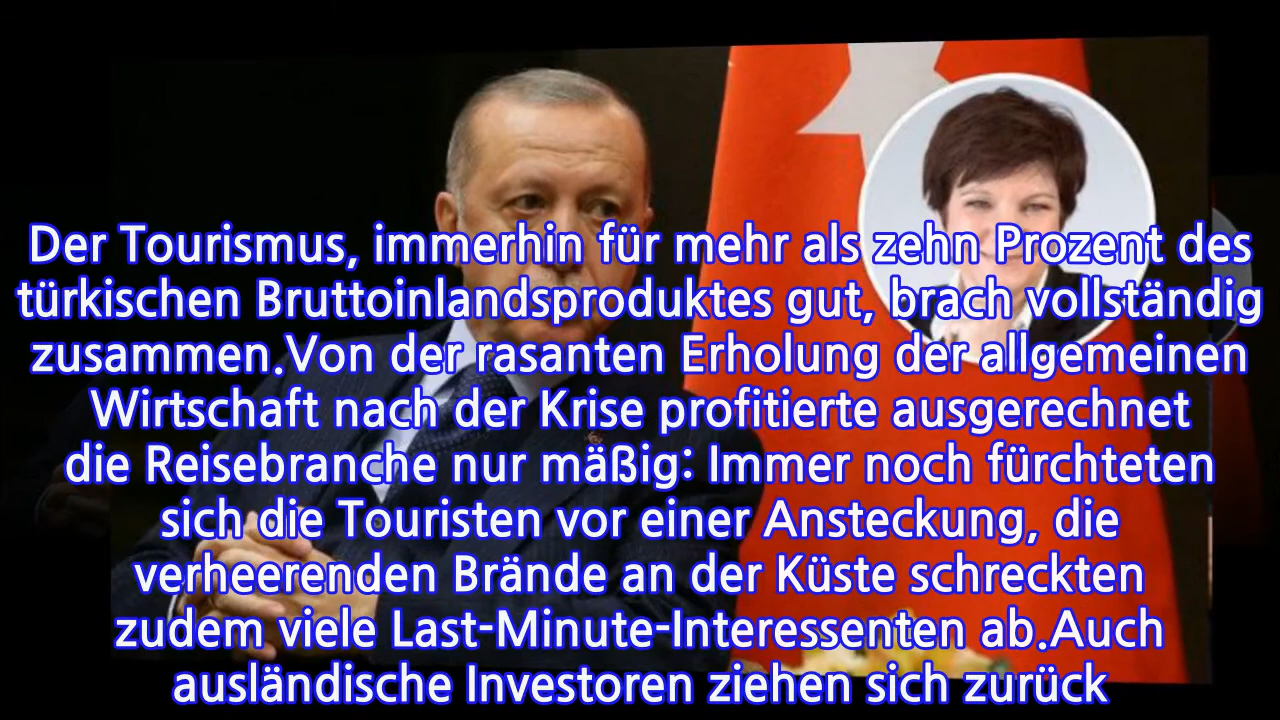 Der Tourismus, immerhin für mehr als zehn Prozent des
türkischen Bruttoinlandsproduktes gut, brach vollständig
zusammen.Von der rasanten Erholung der allgemeinen
Wirtschaft nach der Krise profitierte ausgerechnet
die Reisebranche nur mäßig: Immer noch fürchteten
sich die Touristen vor einer Ansteckung, die
verheerenden Brände an der Küste schreckten
zudem viele Last-Minute-Interessenten ab.Auch
ausländische Investoren ziehen sich zurück